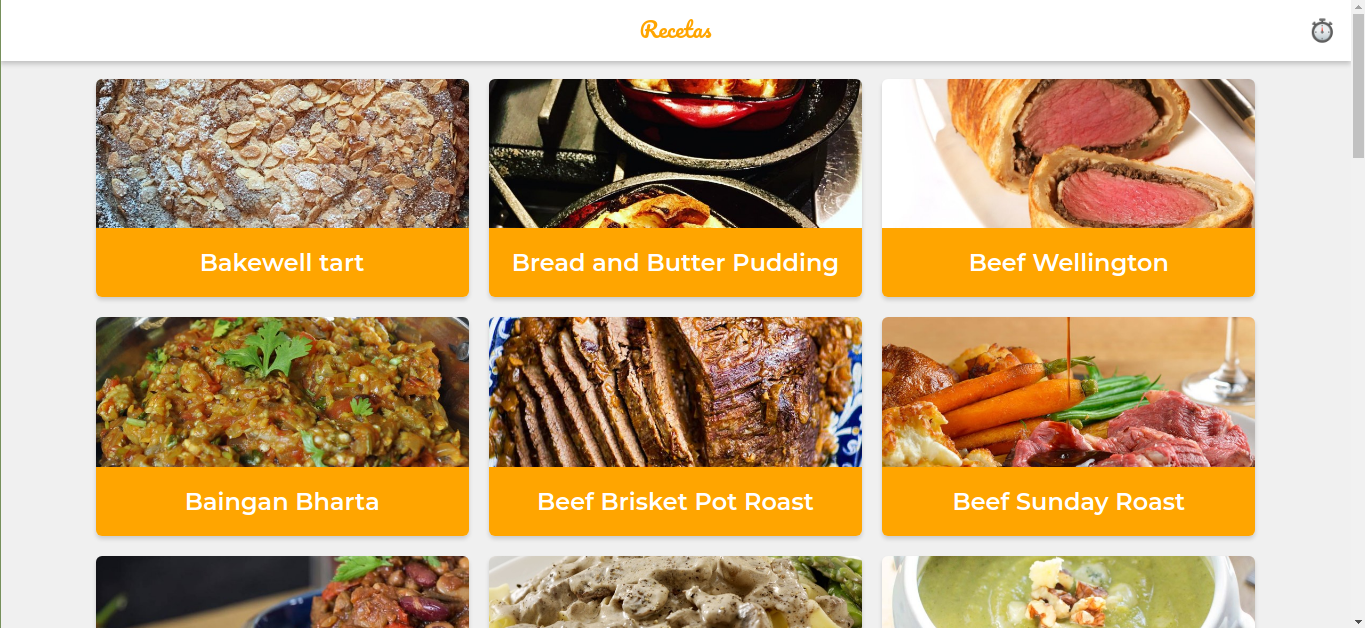 Recetas
Bakewell tart
Bread and Butter Pudding
Beef Wellington
Baingan Bharta
Beef Brisket Pot Roast
Beef Sunday Roast